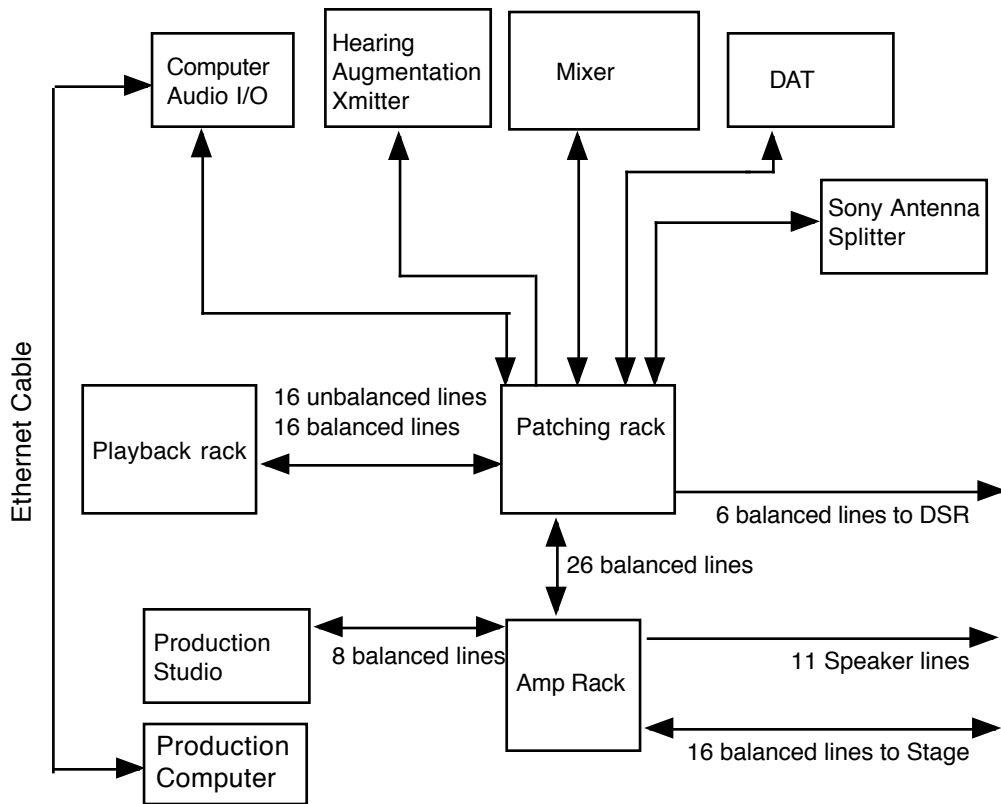 Computer
Audio I/O
Hearing
Augmentation
Xmitter
Mixer
DAT
Sony Antenna
Splitter
Ethernet Cable
16 unbalanced lines
16 balanced lines
Playback rack
Patching rack
6 balanced lines to DSR
26 balanced lines
Production
Studio
8 balanced lines
Amp Rack
11 Speaker lines
16 balanced lines to Stage
Production
Computer